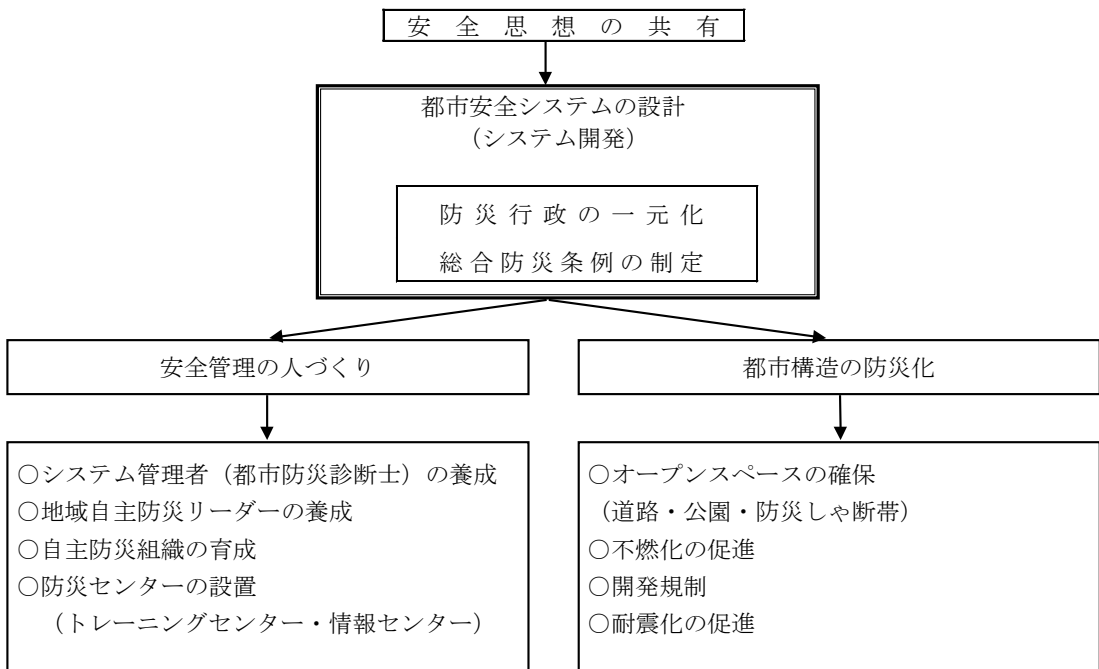 安全思想の共有
都市安全システムの設計
（システム開発）
防災行政の一元化
総合防災条例の制定
安全管理の人づくり
都市構造の防災化
○システム管理者（都市防災診断士）の養成
○地域自主防災リーダーの養成
○自主防災組織の育成
○防災センターの設置
（トレーニングセンター・情報センター）
○オープンスペースの確保
（道路・公園・防災しゃ断帯）
○不燃化の促進
○開発規制
○耐震化の促進